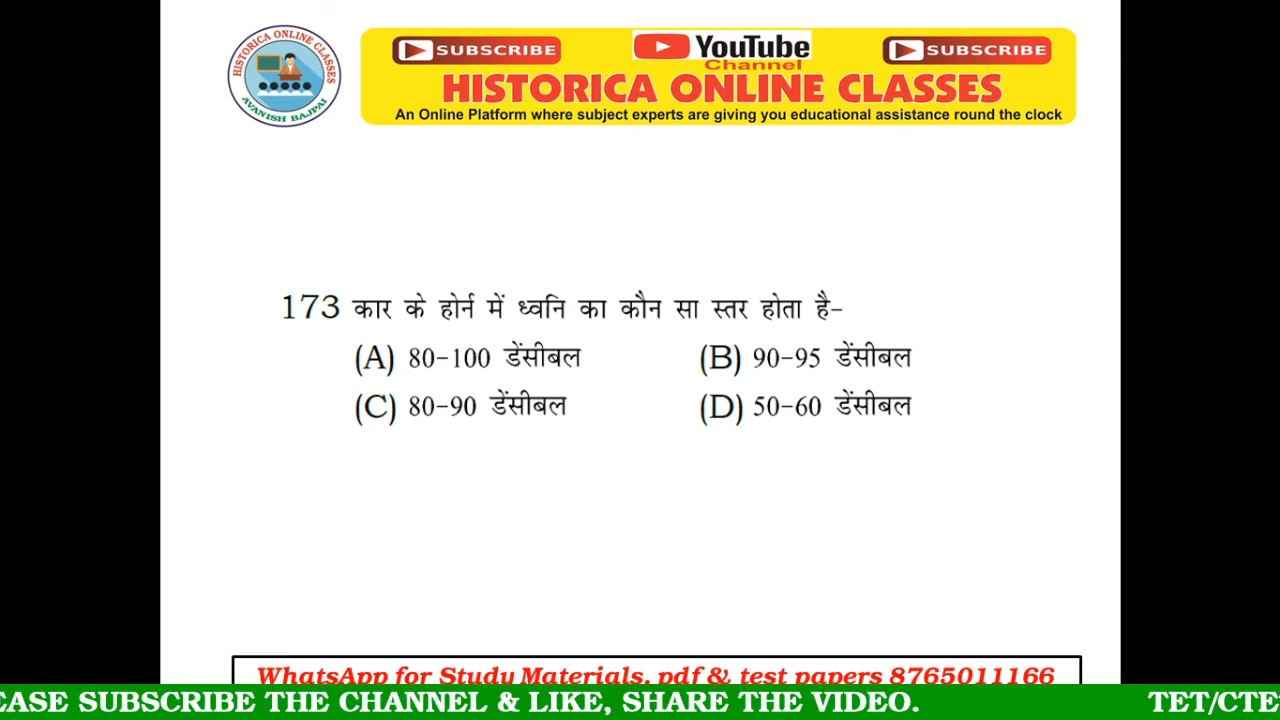 HISTORICA ONLINE CLASSES
AVANISH BAJPAI
SUBSCRIBE
YouTube
SUBSCRIBE
Channel
HISTORICA ONLINE CLASSES
An Online Platform where subject experts are giving you educational assistance round the clock
173 कार के होर्न में ध्वनि का कौन सा स्तर होता है-
(A) 80-100 डेंसीबल (B) 90-95 डेंसीबल
(C) 80-90 डेंसीबल (D) 50-60 डेंसीबल
WhatsApp for Study Materials, pdf & test papers 8765011166
EASE SUBSCRIBE THE CHANNEL & LIKE, SHARE THE VIDEO. TET/CTE